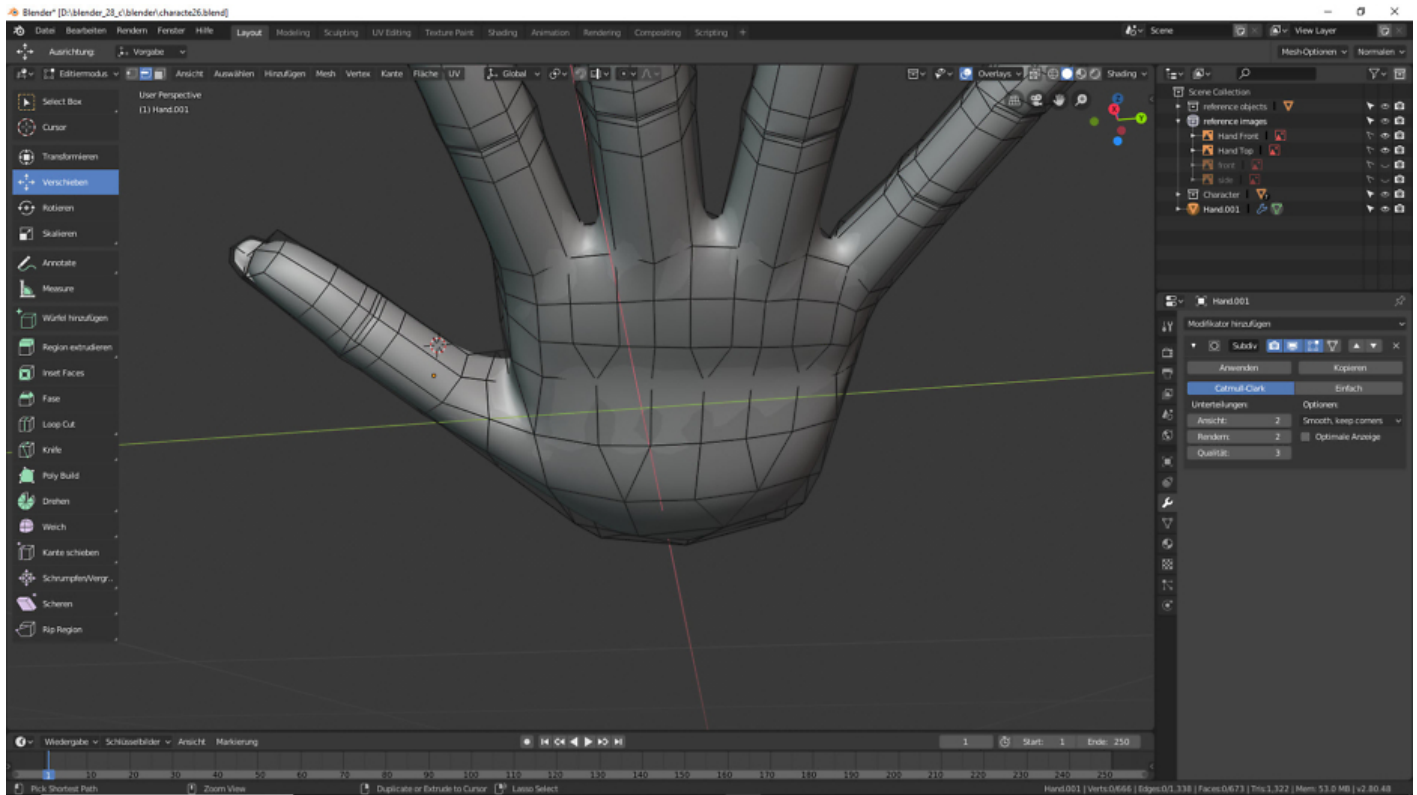 Blender* [D:\blender_28_c\blender\characte26.blend]
Datei Bearbeiten Rendern Fenster Hilfe Layout Modeling Sculpting UV Editing Texture Paint Shading Animation Rendering Compositing Scripting + Scene View Layer
Ausrichtung: Vorgabe Mesh-Optionen Normalen
Editiermodus Ansicht Auswählen Hinzufügen Mesh Vertex Kante Fläche UV Global Overlays Shading
User Perspective
(1) Hand.001
Select Box
Cursor
Transformieren
Verschieben
Rotieren
Skalieren
Annotate
Measure
Würfel hinzufügen
Region extrudieren
Inset Faces
Fase
Loop Cut
Knife
Poly Build
Drehen
Weich
Kante schieben
Schrumpfen/Vergr..
Scheren
Rip Region
X
Y
Scene Collection
reference objects
reference images
Hand Front
Hand Top
front
side
Character
Hand.001
Hand.001
Modifikator hinzufügen
Subdiv
Anwenden Kopieren
Catmull-Clark Einfach
Unterteilungen: Optionen:
Ansicht: 2 Smooth, keep corners
Rendern: 2 Optimale Anzeige
Qualität: 3
Wiedergabe Schlüsselbilder Ansicht Markierung 1 Start: 1 Ende: 250
1 10 20 30 40 50 60 70 80 90 100 110 120 130 140 150 160 170 180 190 200 210 220 230 240 250
Pick Shortest Path Zoom View Duplicate or Extrude to Cursor Lasso Select Hand.001 | Verts:0/666 | Edges:0/1,338 | Faces:0/673 | Tris:1,322 | Mem: 53.0 MB | v2.80.48